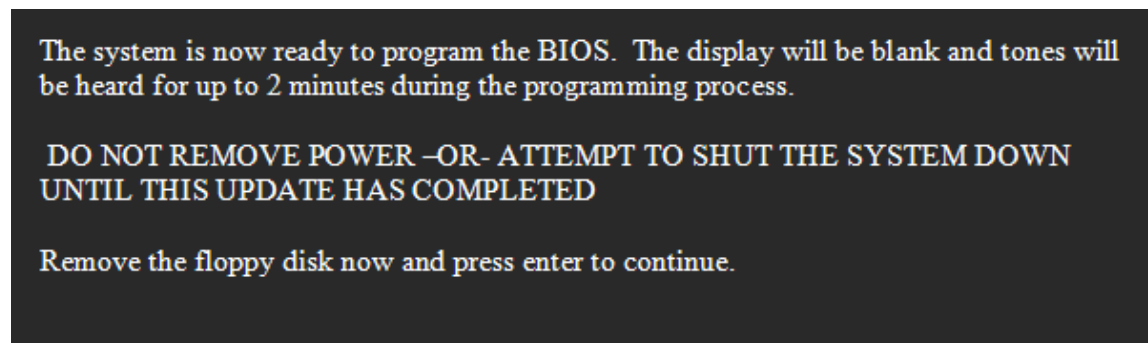 The system is now ready to program the BIOS.  The display will be blank and tones will
be heard for up to 2 minutes during the programming process.
DO NOT REMOVE POWER –OR- ATTEMPT TO SHUT THE SYSTEM DOWN
UNTIL THIS UPDATE HAS COMPLETED
Remove the floppy disk now and press enter to continue.